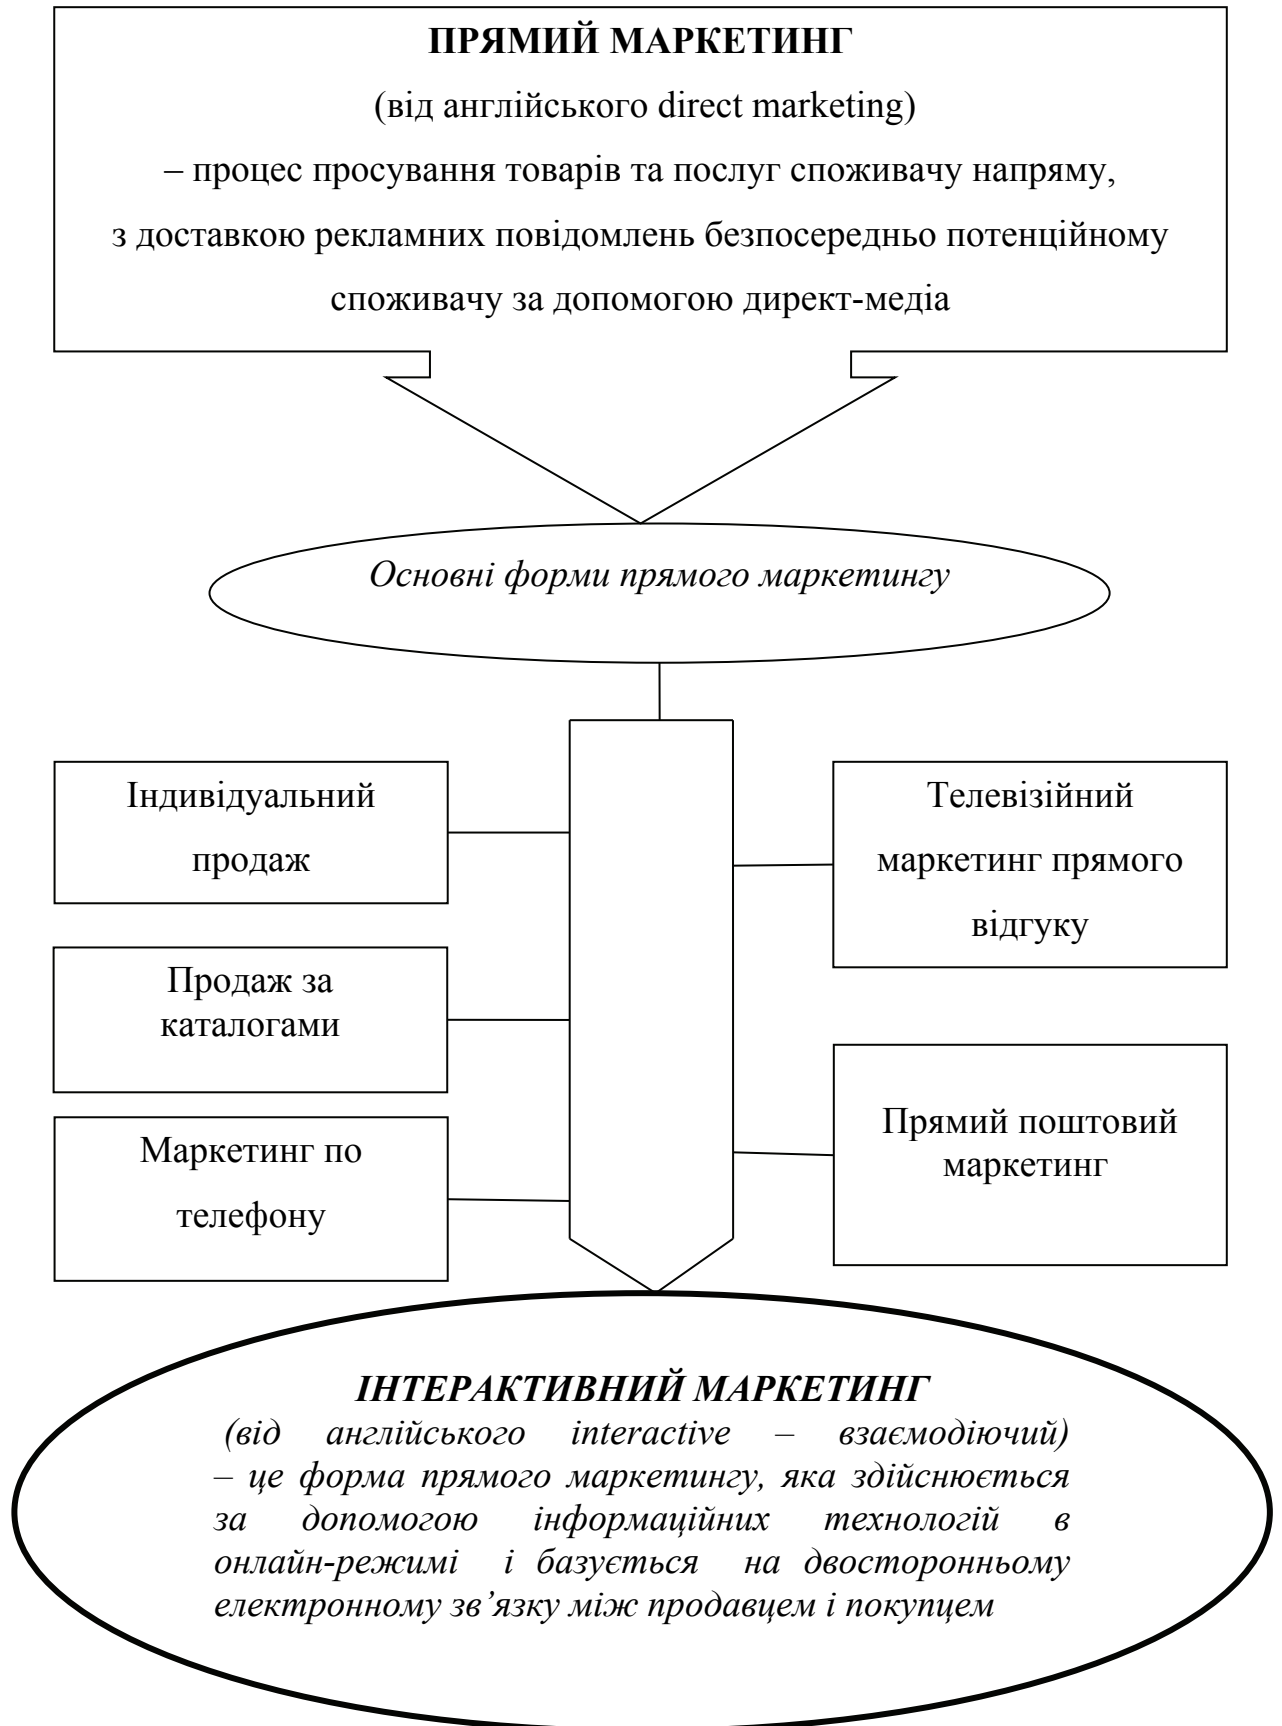 ПРЯМИЙ МАРКЕТИНГ
(від англійського direct marketing)
– процес просування товарів та послуг споживачу напряму,
з доставкою рекламних повідомлень безпосередньо потенційному
споживачу за допомогою директ-медіа
Основні форми прямого маркетингу
Індивідуальний
продаж
Продаж за
каталогами
Маркетинг по
телефону
Телевізійний
маркетинг прямого
відгуку
Прямий поштовий
маркетинг
ІНТЕРАКТИВНИЙ МАРКЕТИНГ
(від англійського interactive – взаємодіючий)
– це форма прямого маркетингу, яка здійснюється
за допомогою інформаційних технологій в
онлайн-режимі і базується на двосторонньому
електронному зв’язку між продавцем і покупцем